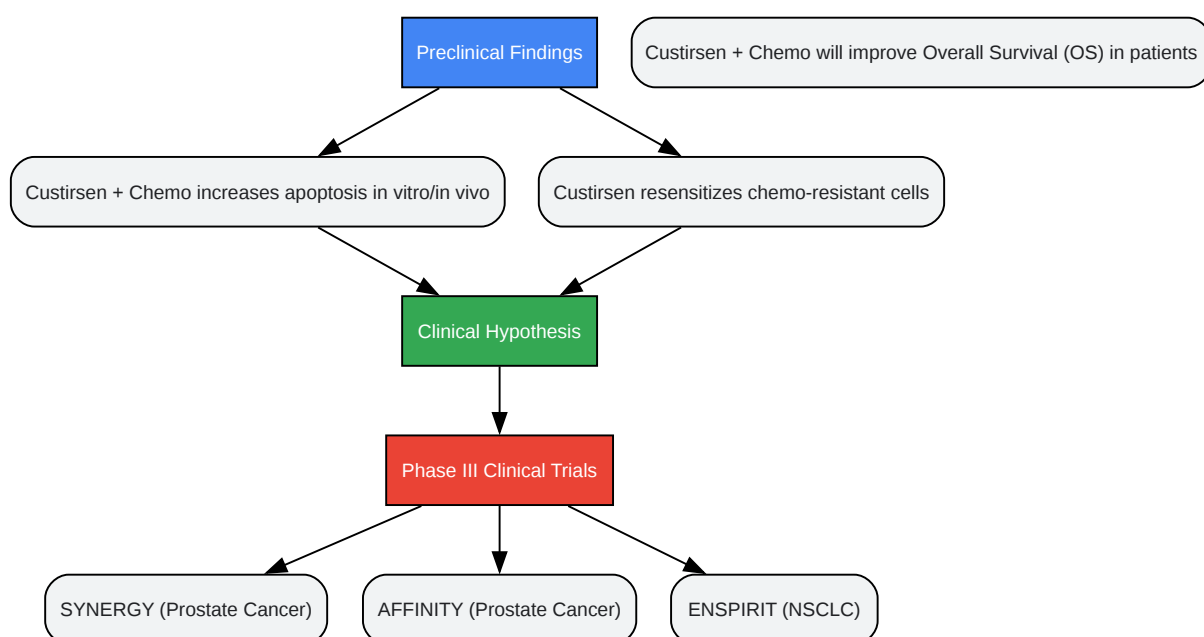 Preclinical Findings
Custirsen + Chemo will improve Overall Survival (OS) in patients
Custirsen + Chemo increases apoptosis in vitro/in vivo
Custirsen resensitizes chemo-resistant cells
Clinical Hypothesis
Phase III Clinical Trials
SYNERGY (Prostate Cancer)
AFFINITY (Prostate Cancer)
ENSPIRIT (NSCLC)